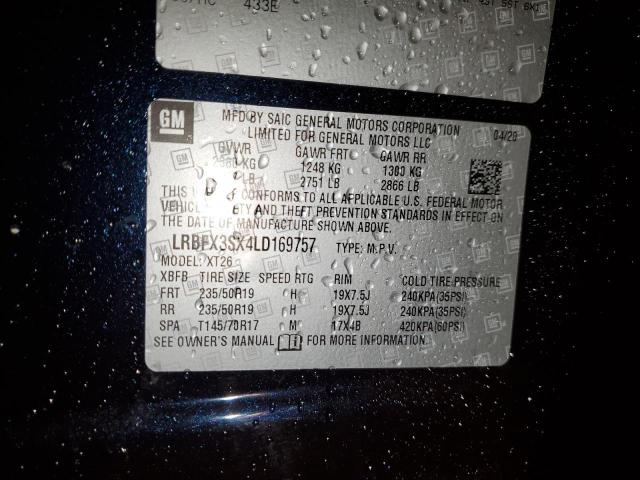 433E
GM
MFD BY SAIC GENERAL MOTORS CORPORATION 04/20
LIMITED FOR GENERAL MOTORS LLC
GVWR GAWR FRT GAWR RR
KG 1248 KG KG
LB 2751 LB 2866 LB
THIS CONFORMS TO ALL APPLICABLE U.S. FEDERAL MOTOR
VEHICLE AND THEFT PREVENTION STANDARDS IN EFFECT
ON THE DATE OF MANUFACTURE SHOWN ABOVE.
LRBFX3SX4LD169757 TYPE: M.P.V.
MODEL: XT26
XBFB TIRE SIZE SPEED RTG RIM COLD TIRE PRESSURE
FRT 235/50R19 H 19X7.5J 240KPA(35PSI)
RR 235/50R19 H 19X7.5J 240KPA(35PSI)
SPA T145/70R17 M 17X4B 420KPA(60PSI)
SEE OWNER'S MANUAL FOR MORE INFORMATION.